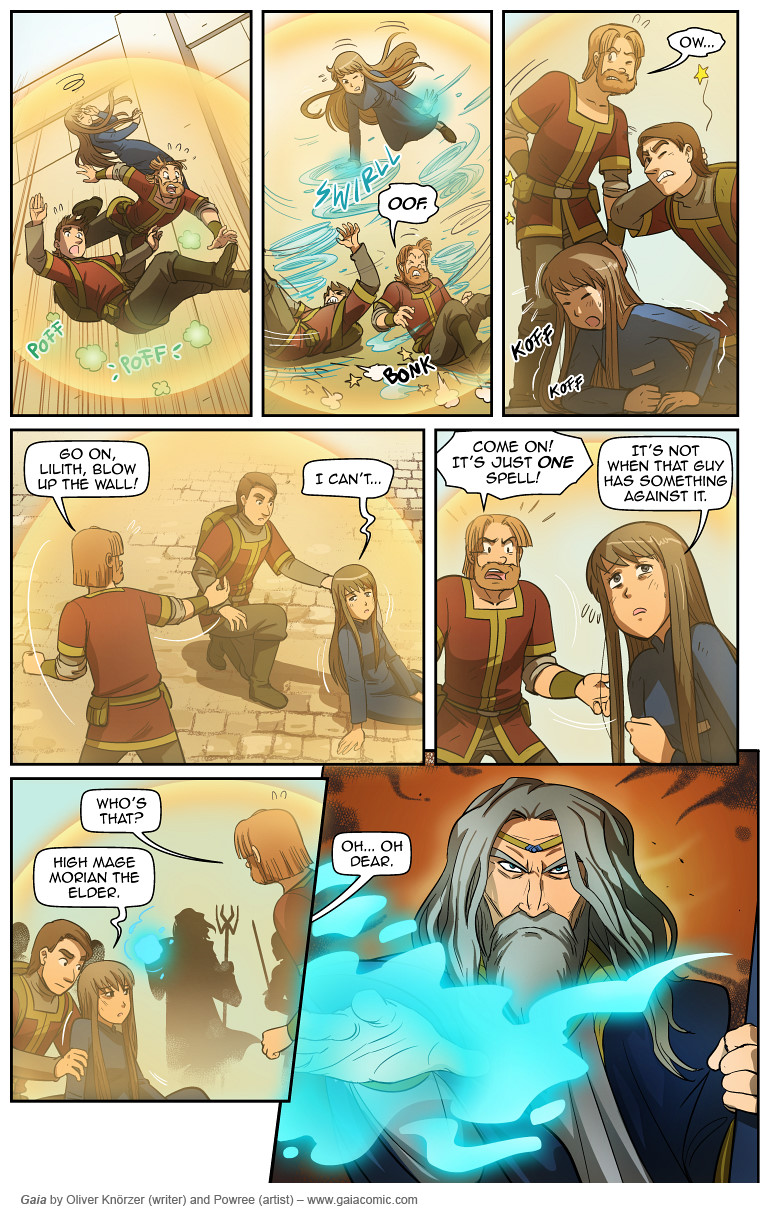 POFF
POFF
SWIRLL
OOF.
BONK
OW...
KOFF
KOFF
GO ON,
LILITH, BLOW
UP THE WALL!
I CAN'T...
COME ON!
IT'S JUST ONE
SPELL!
IT'S NOT
WHEN THAT GUY
HAS SOMETHING
AGAINST IT.
WHO'S
THAT?
HIGH MAGE
MORIAN THE
ELDER.
OH... OH
DEAR.
Gaia by Oliver Knörzer (writer) and Powree (artist) – www.gaiacomic.com